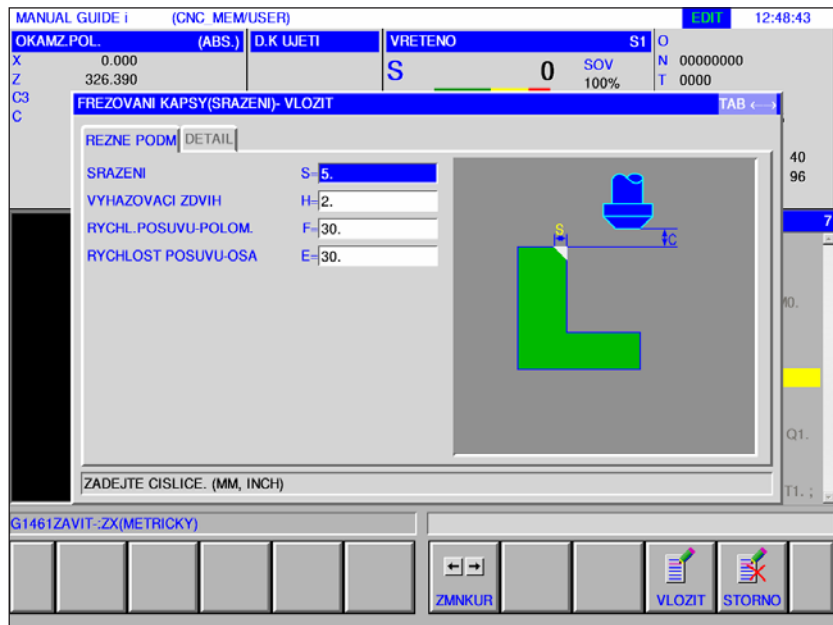 MANUAL GUIDE i (CNC_MEM/USER) EDIT 12:48:43
OKAMZ.POL. (ABS.) D.K UJETI VRETENO S1 O
X 0.000 S 0 SOV N 00000000
Z 326.390 100% T 0000
C3
C
FREZOVANI KAPSY(SRAZENI)- VLOZIT TAB ←--→
REZNE PODM DETAIL
40
SRAZENI S=5.
96
VYHAZOVACI ZDVIH H=2.
RYCHL.POSUVU-POLOM. F=30.
7
S
C
RYCHLOST POSUVU-OSA E=30.
M0.
Q1.
ZADEJTE CISLICE. (MM, INCH)
T1. ;
G1461ZAVIT-:ZX(METRICKY)
ZMNKUR VLOZIT STORNO